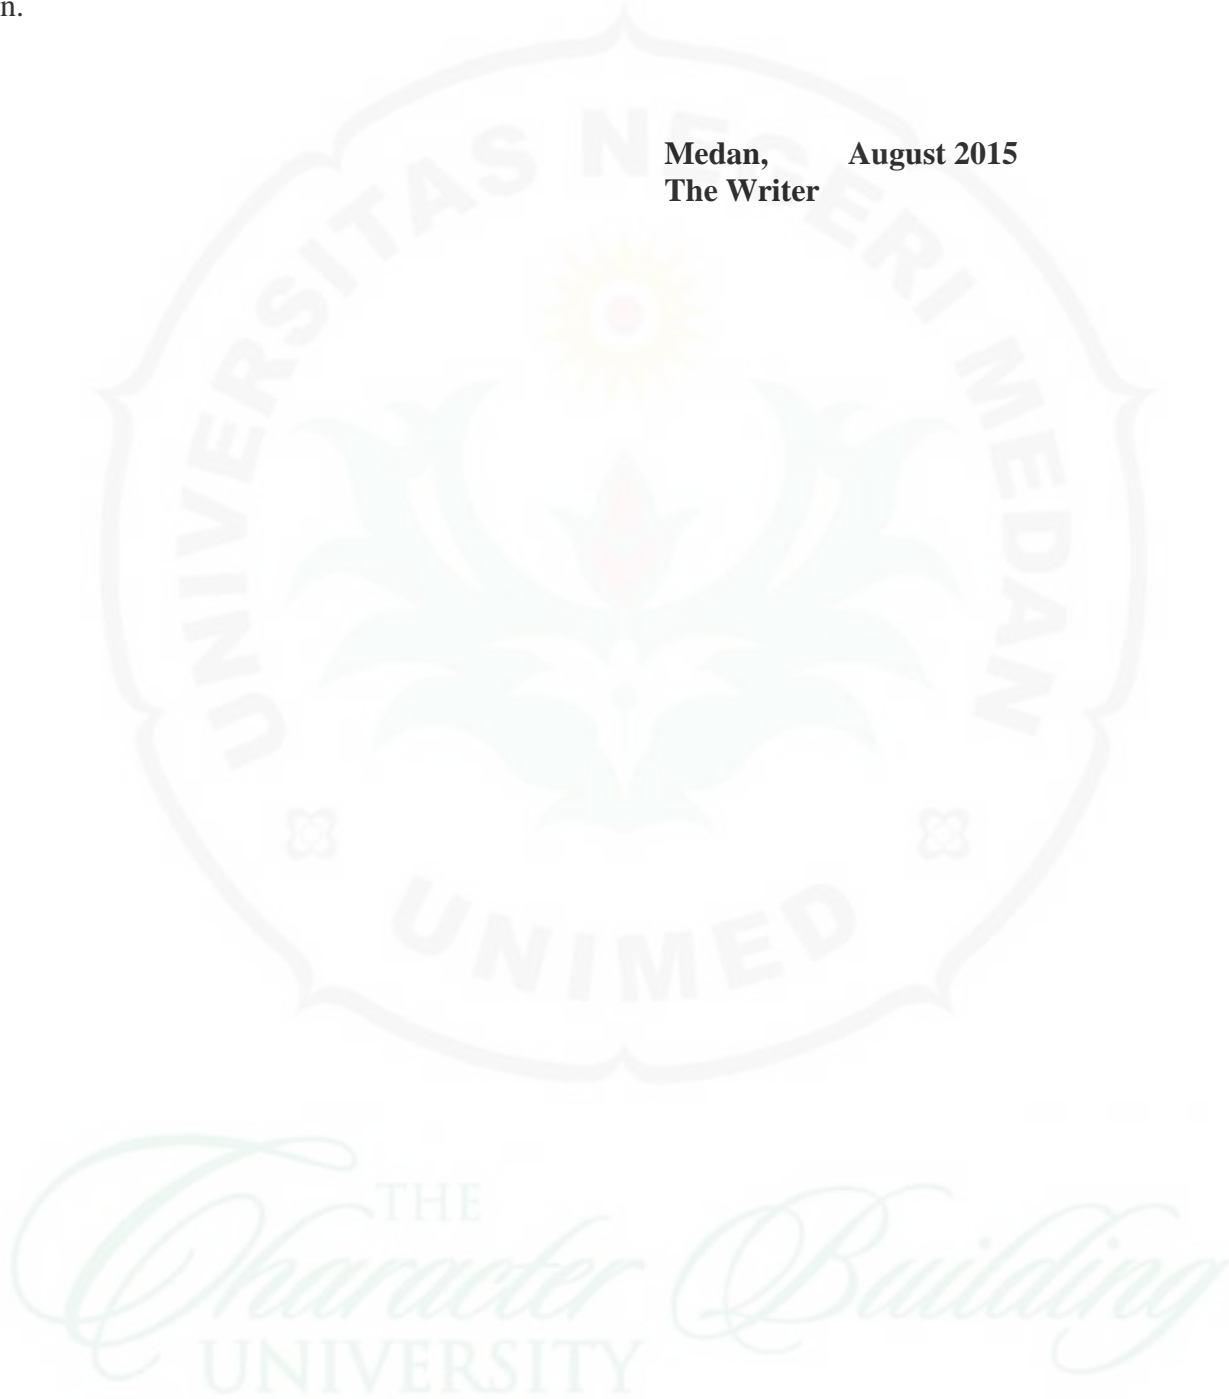 n.
Medan, August 2015
The Writer
UNIVERSITAS NEGERI MEDAN
UNIMED
THE
Character Building
UNIVERSITY